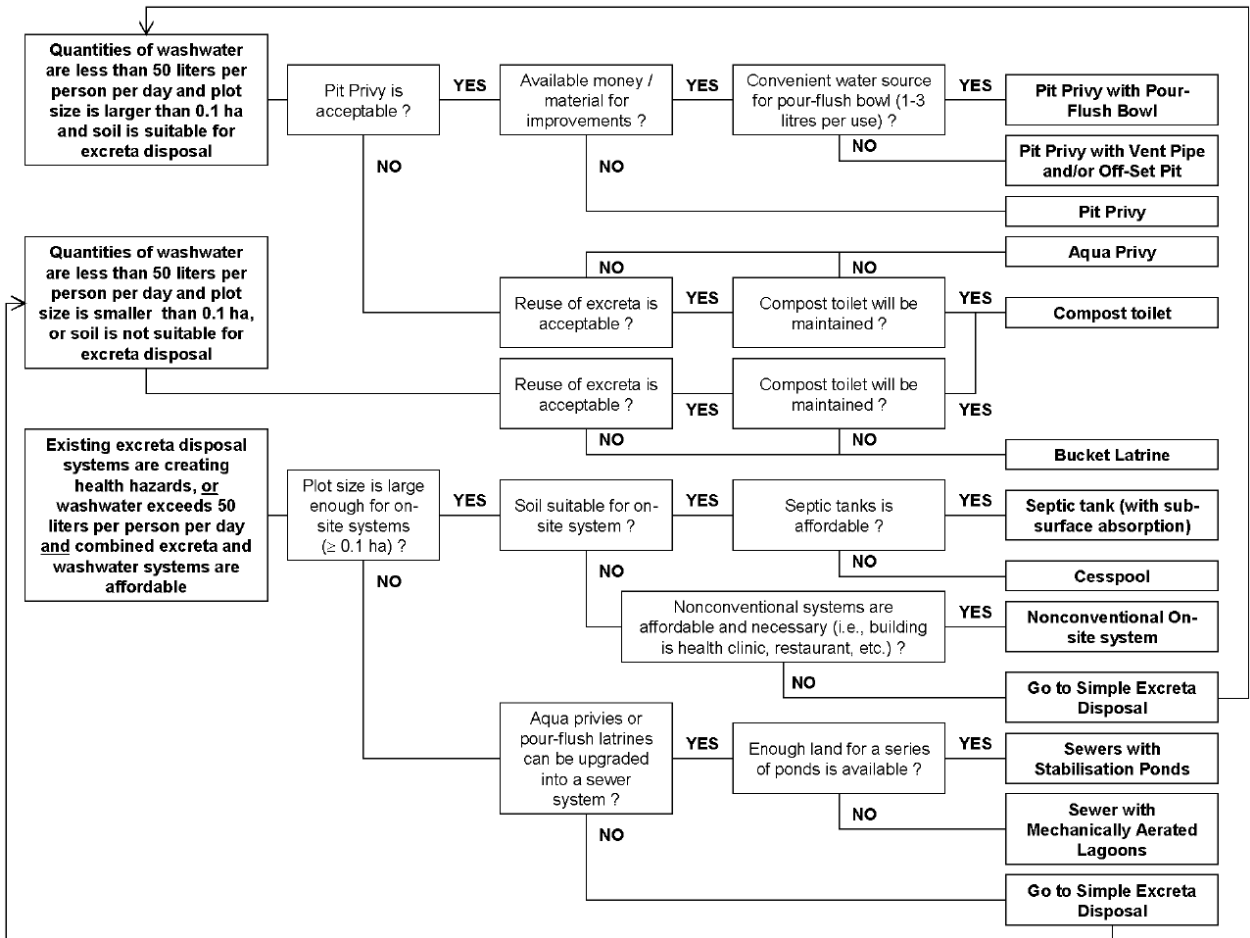 Quantities of washwater
are less than 50 liters per
person per day and plot
size is larger than 0.1 ha
and soil is suitable for
excreta disposal
Pit Privy is
acceptable ?
YES
NO
Available money /
material for
improvements ?
YES
NO
Convenient water source
for pour-flush bowl (1-3
litres per use) ?
YES
NO
Pit Privy with Pour-
Flush Bowl
Pit Privy with Vent Pipe
and/or Off-Set Pit
Pit Privy
Aqua Privy
Quantities of washwater
are less than 50 liters per
person per day and plot
size is smaller than 0.1 ha,
or soil is not suitable for
excreta disposal
NO
Reuse of excreta is
acceptable ?
YES
NO
Compost toilet will be
maintained ?
YES
Compost toilet
Reuse of excreta is
acceptable ?
YES
NO
Compost toilet will be
maintained ?
YES
NO
Bucket Latrine
Existing excreta disposal
systems are creating
health hazards, or
washwater exceeds 50
liters per person per day
and combined excreta and
washwater systems are
affordable
Plot size is large
enough for on-
site systems
(≥ 0.1 ha) ?
YES
NO
Soil suitable for on-
site system ?
YES
NO
Septic tanks is
affordable ?
YES
NO
Septic tank (with sub-
surface absorption)
Cesspool
Nonconventional systems are
affordable and necessary (i.e., building
is health clinic, restaurant, etc.) ?
YES
NO
Nonconventional On-
site system
Go to Simple Excreta
Disposal
Aqua privies or
pour-flush latrines
can be upgraded
into a sewer
system ?
YES
NO
Enough land for a series
of ponds is available ?
YES
NO
Sewers with
Stabilisation Ponds
Sewer with
Mechanically Aerated
Lagoons
Go to Simple Excreta
Disposal